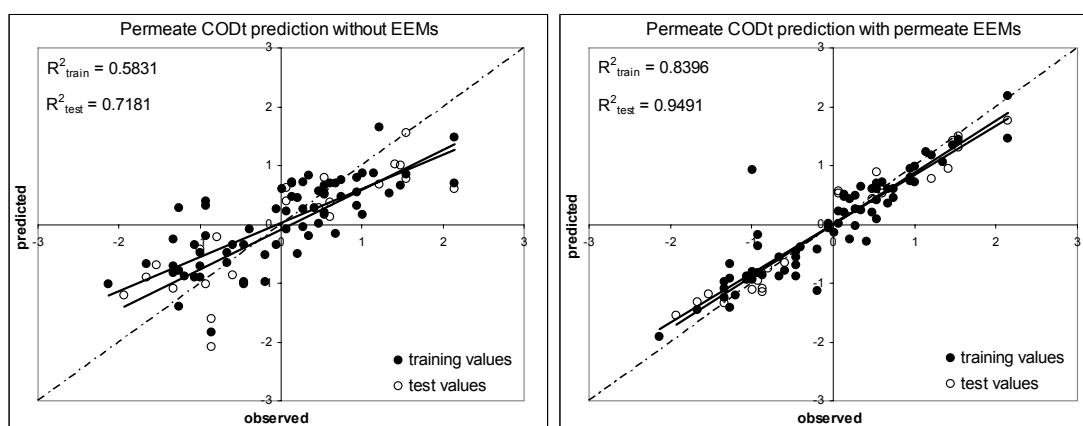 Permeate CODt prediction without EEMs
R²train = 0.5831
R²test = 0.7181
3
2
1
0
-3 -2 -1 0 1 2 3
-1
-2
-3
predicted
observed
training values
test values
Permeate CODt prediction with permeate EEMs
R²train = 0.8396
R²test = 0.9491
3
2
1
0
-3 -2 -1 0 1 2 3
-1
-2
-3
predicted
observed
training values
test values